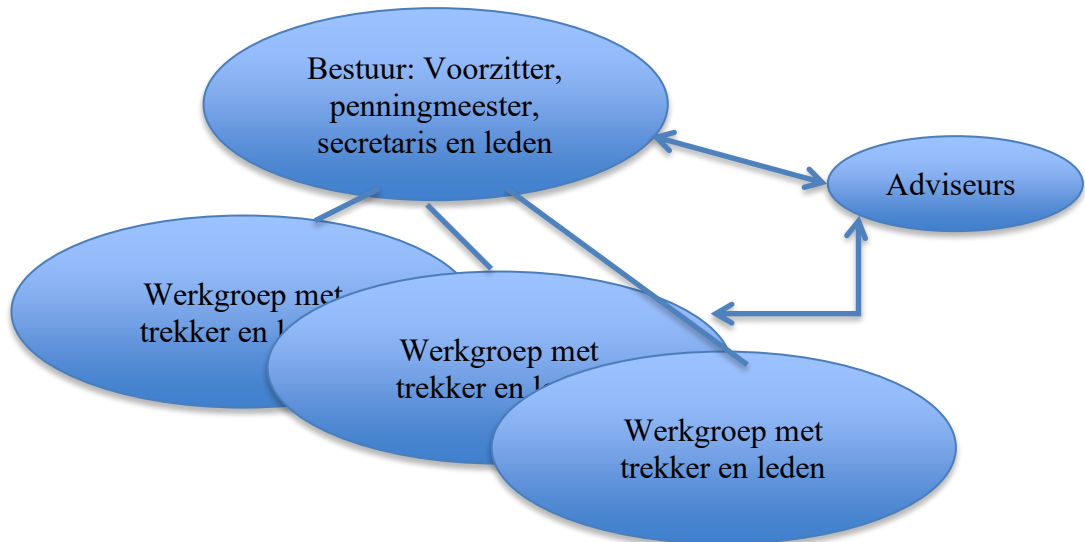 Bestuur: Voorzitter,
penningmeester,
secretaris en leden
Adviseurs
Werkgroep met
trekker en l
Werkgroep met
trekker en l
Werkgroep met
trekker en leden